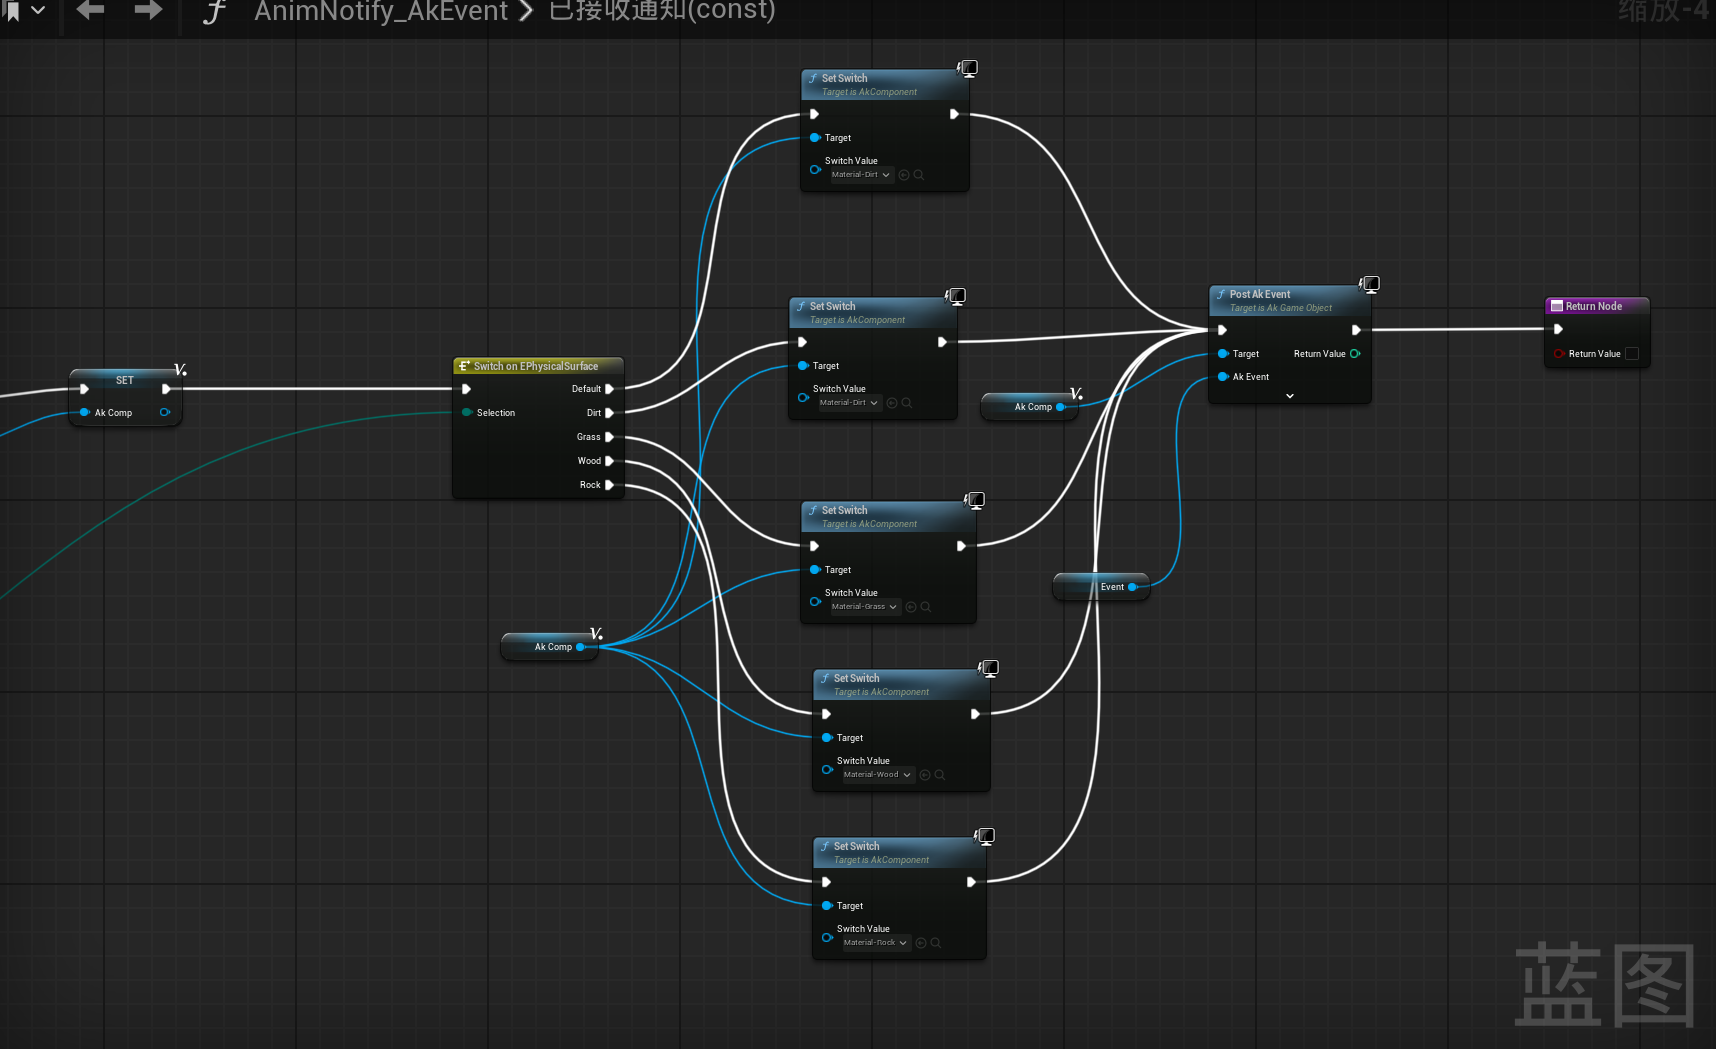 AnimNotify_AkEvent > 已接收通知(const)
缩放-4
Set Switch
Target is AkComponent
Target
Switch Value
Material-Dirt
Set Switch
Target is AkComponent
Target
Switch Value
Material-Dirt
Post Ak Event
Target is Ak Game Object
Target
Return Value
Ak Event
Return Node
Return Value
SET
Ak Comp
Switch on EPhysicalSurface
Default
Selection
Dirt
Grass
Wood
Rock
Ak Comp
Set Switch
Target is AkComponent
Target
Switch Value
Material-Grass
Event
Ak Comp
Set Switch
Target is AkComponent
Target
Switch Value
Material-Wood
Set Switch
Target is AkComponent
Target
Switch Value
Material-Rock
蓝图